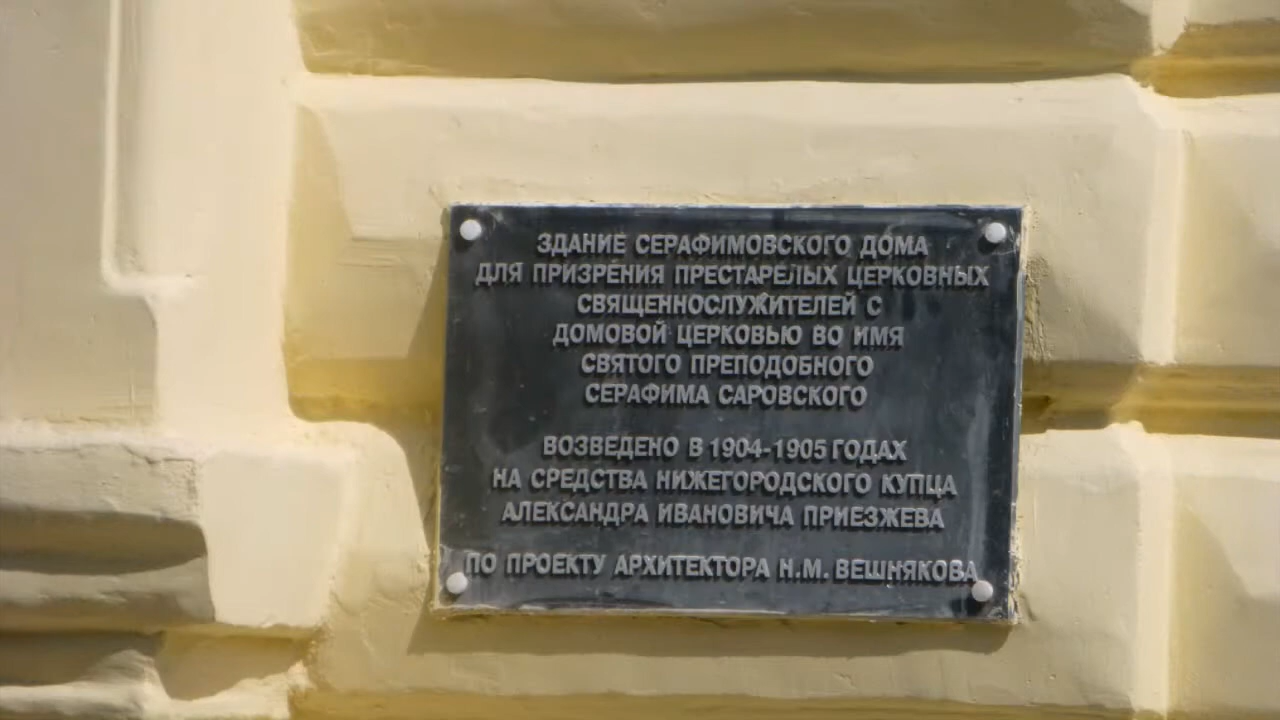 ЗДАНИЕ СЕРАФИМОВСКОГО ДОМА
ДЛЯ ПРИЗРЕНИЯ ПРЕСТАРЕЛЫХ ЦЕРКОВНЫХ
СВЯЩЕННОСЛУЖИТЕЛЕЙ С
ДОМОВОЙ ЦЕРКОВЬЮ ВО ИМЯ
СВЯТОГО ПРЕПОДОБНОГО
СЕРАФИМА САРОВСКОГО
ВОЗВЕДЕНО В 1904-1905 ГОДАХ
НА СРЕДСТВА НИЖЕГОРОДСКОГО КУПЦА
АЛЕКСАНДРА ИВАНОВИЧА ПРИЕЗЖЕВА
ПО ПРОЕКТУ АРХИТЕКТОРА Н.М. ВЕШНЯКОВА